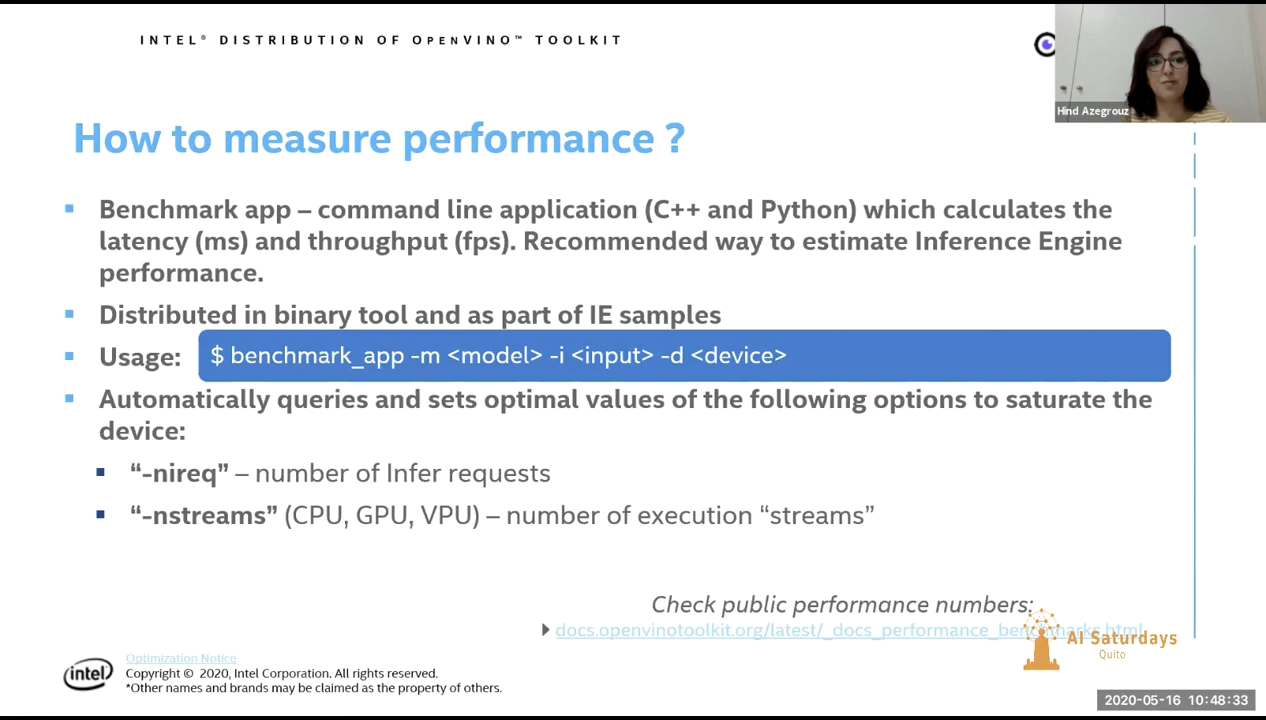 INTEL® DISTRIBUTION OF OPENVINO™ TOOLKIT
Hind Azegrouz
How to measure performance ?
▪ Benchmark app – command line application (C++ and Python) which calculates the
latency (ms) and throughput (fps). Recommended way to estimate Inference Engine
performance.
▪ Distributed in binary tool and as part of IE samples
▪ Usage: $ benchmark_app -m <model> -i <input> -d <device>
▪ Automatically queries and sets optimal values of the following options to saturate the
device:
▪ “-nireq” – number of Infer requests
▪ “-nstreams” (CPU, GPU, VPU) – number of execution “streams”
Check public performance numbers:
docs.openvinotoolkit.org/latest/_docs_performance_benchmarks.html
AI Saturdays
Quito
intel
Optimization Notice
Copyright © 2020, Intel Corporation. All rights reserved.
*Other names and brands may be claimed as the property of others.
2020-05-16 10:48:33